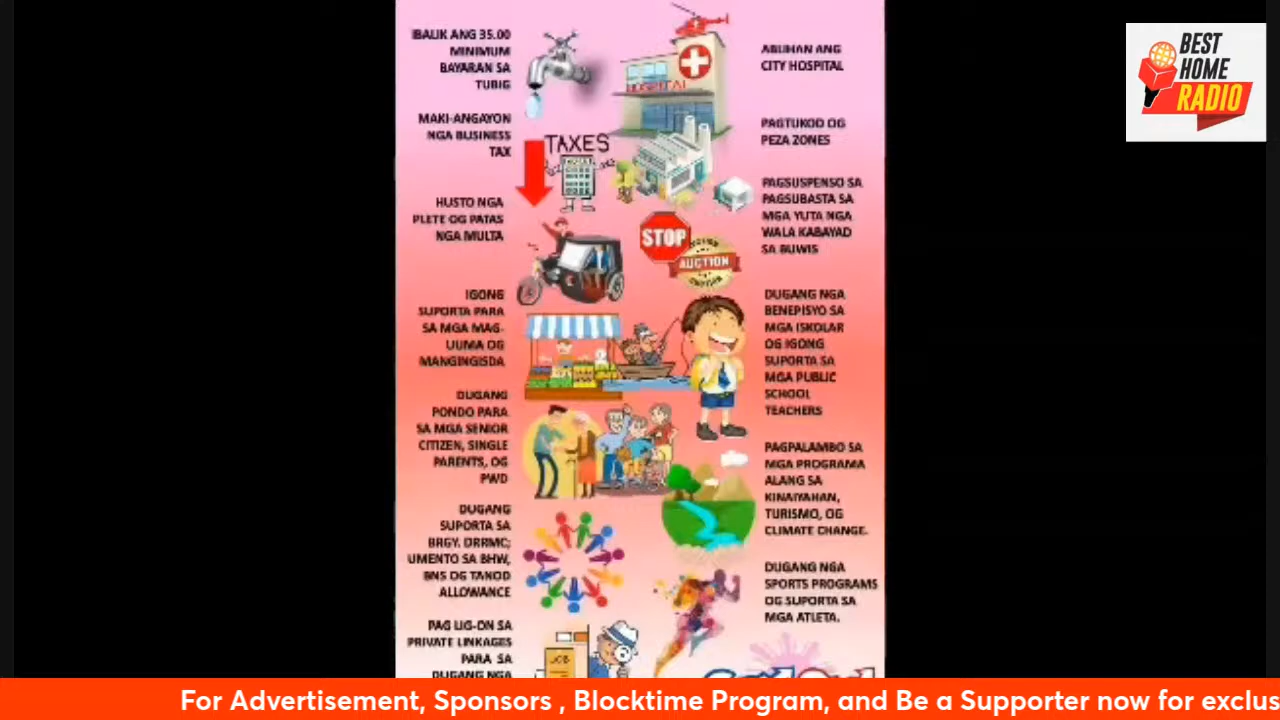 IBALIK ANG 35.00
MINIMUM
BAYARAN SA
TUBIG
MAKI-ANGAYON
NGA BUSINESS
TAX
HUSTO NGA
PLETE OG PATAS
NGA MULTA
IGONG
SUPORTA PARA
SA MGA MAG-
UUMA OG
MANGINGISDA
DUGANG
PONDO PARA
SA MGA SENIOR
CITIZEN, SINGLE
PARENTS, OG
PWD
DUGANG
SUPORTA SA
BRGY. DRRMC;
UMENTO SA BHW,
BNS OG TANOD
ALLOWANCE
PAG LIG-ON SA
PRIVATE LINKAGES
PARA SA
DUGANG NGA
HOSPITAL
TAXES
STOP
AUCTION
JOB
ABLIHAN ANG
CITY HOSPITAL
PAGTUKOD OG
PEZA ZONES
PAGSUSPENSO SA
PAGSUBASTA SA
MGA YUTA NGA
WALA KABAYAD
SA BUWIS
DUGANG NGA
BENEPISYO SA
MGA ISKOLAR
OG IGONG
SUPORTA SA
MGA PUBLIC
SCHOOL
TEACHERS
PAGPALAMBO SA
MGA PROGRAMA
ALANG SA
KINAIYAHAN,
TURISMO, OG
CLIMATE CHANGE.
DUGANG NGA
SPORTS PROGRAMS
OG SUPORTA SA
MGA ATLETA.
BEST
HOME
RADIO
For Advertisement, Sponsors , Blocktime Program, and Be a Supporter now for exclus